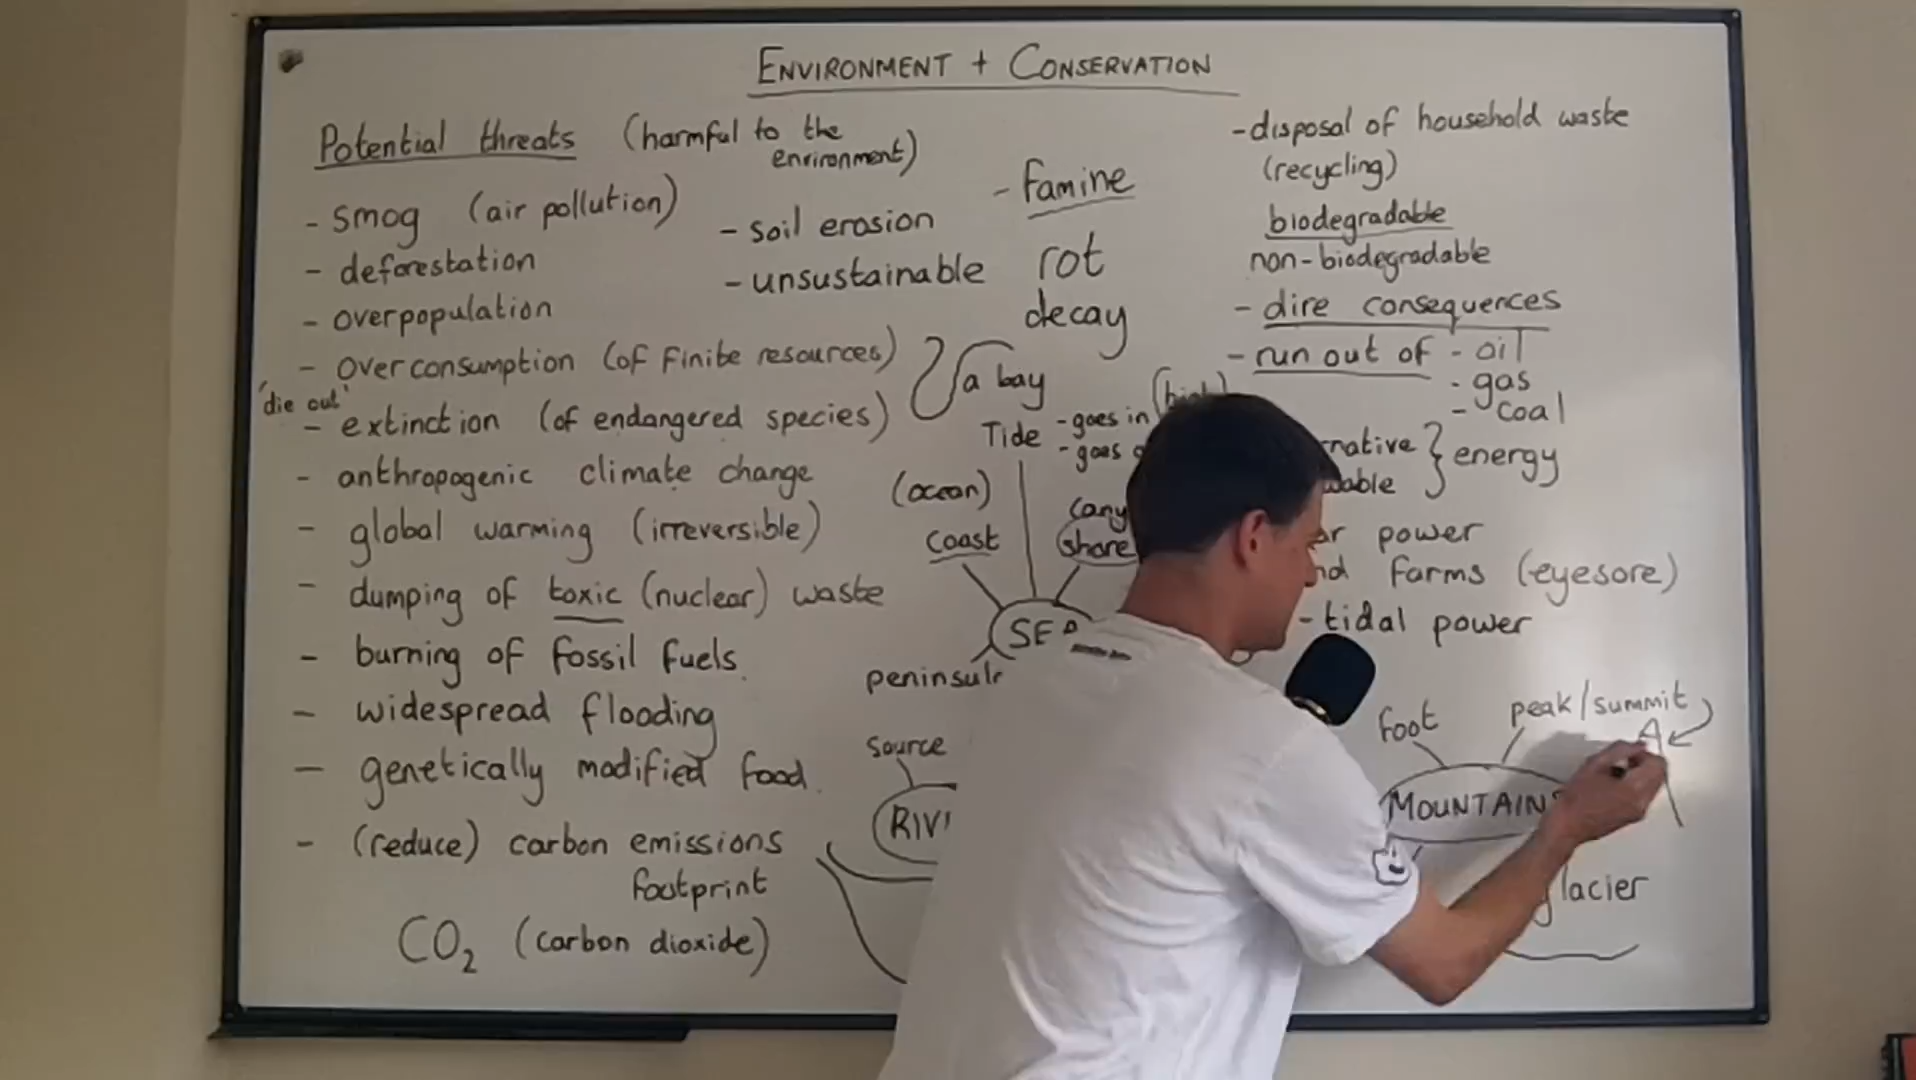 ENVIRONMENT + CONSERVATION
Potential threats (harmful to the
environment)
- smog (air pollution)
- deforestation
- overpopulation
- overconsumption (of finite resources)
'die out'
- extinction (of endangered species)
- anthropogenic climate change
- global warming (irreversible)
- dumping of toxic (nuclear) waste
- burning of fossil fuels.
- widespread flooding
- genetically modified food.
- (reduce) carbon emissions
footprint
CO₂ (carbon dioxide)
- soil erosion
- unsustainable
- famine
rot
decay
a bay
Tide - goes in
- goes
(ocean)
coast
(any
shore
SEA
source
- disposal of household waste
(recycling)
biodegradable
non-biodegradable
- dire consequences
- run out of - oil
- gas
- coal
energy
power
farms (eyesore)
- tidal power
foot
peak/summit
MOUNTAINS
glacier